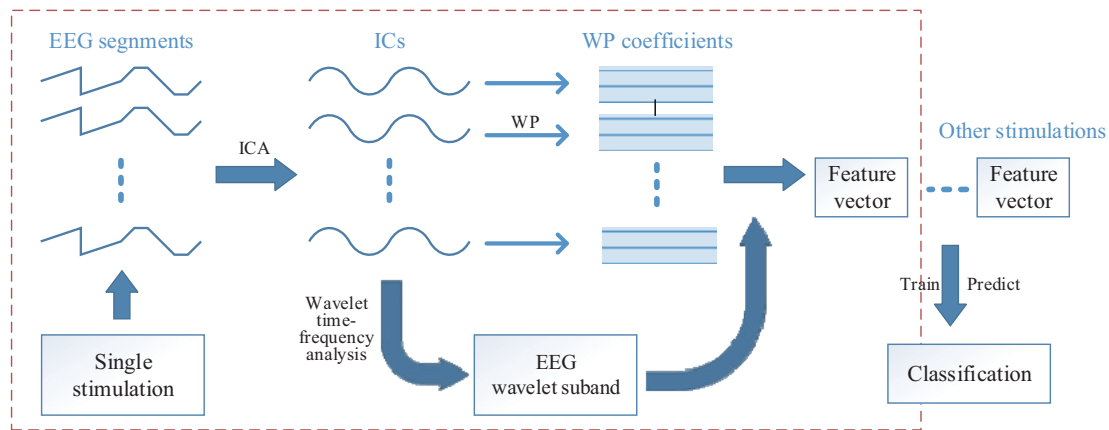 EEG segnments
ICs
WP coefficiients
ICA
WP
Other stimulations
Feature
vector
Feature
vector
Wavelet
time-
frequency
analysis
Train
Predict
Single
stimulation
EEG
wavelet suband
Classification